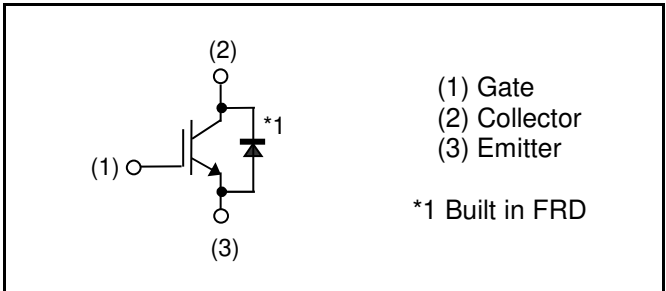 (2)
*1
(1)
(3)
(1) Gate
(2) Collector
(3) Emitter
*1 Built in FRD